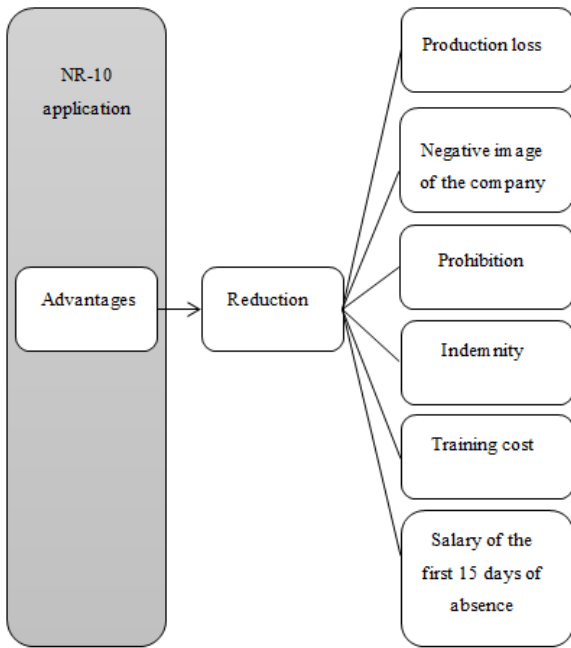 NR-10
application
Advantages
Reduction
Production loss
Negative image
of the company
Prohibition
Indemnity
Training cost
Salary of the
first 15 days of
absence